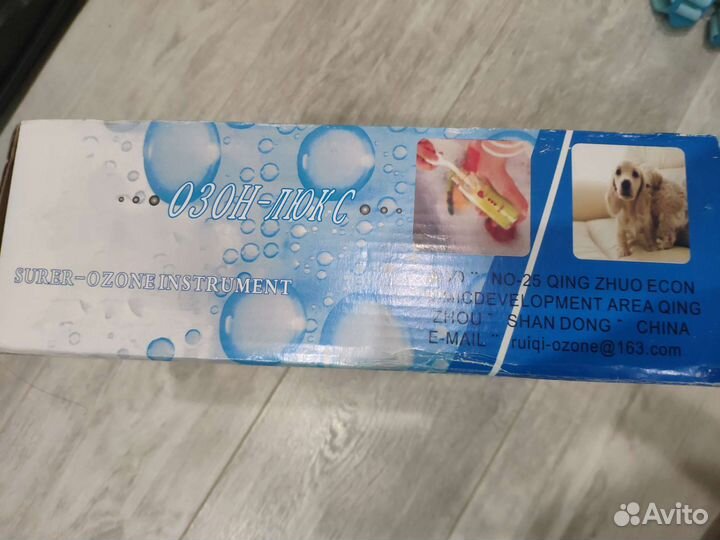 ОЗОН-ЛЮКС
SURER-OZONE INSTRUMENT
NO-25 QING ZHUO ECON
DEVELOPMENT AREA QING
ZHOU SHAN DONG CHINA
E-MAIL ruiqi-ozone@163.com
Avito